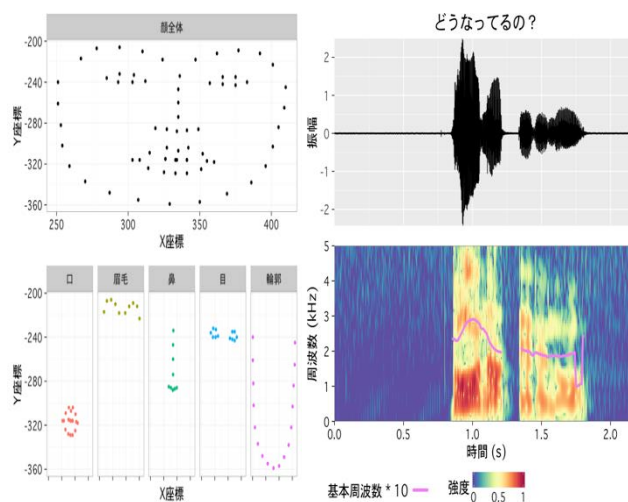 顔全体
-200
-240
-280
-320
-360
Y座標
250
300
350
400
X座標
口
眉毛
鼻
目
輪郭
-200
-240
-280
-320
-360
Y座標
X座標
どうなってるの？
2
1
0
-1
-2
振幅
5
4
3
2
1
0
周波数 (kHz)
0.0
0.5
1.0
1.5
2.0
時間 (s)
基本周波数 * 10
強度
0
0.5
1